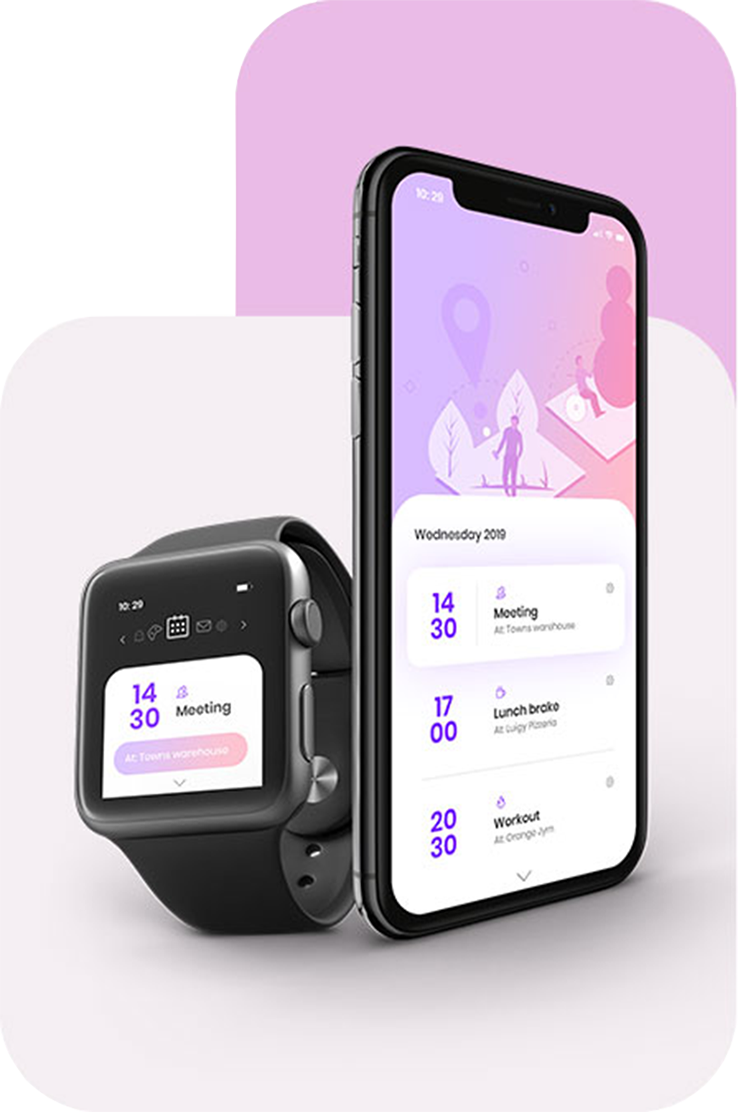 10: 29
Wednesday 2019
14
30
Meeting
At: Towns warehouse
17
00
Lunch brake
At: Luigy Pizzeria
20
30
Workout
At: Orange Jym
10: 29
14
30
Meeting
At: Towns warehouse